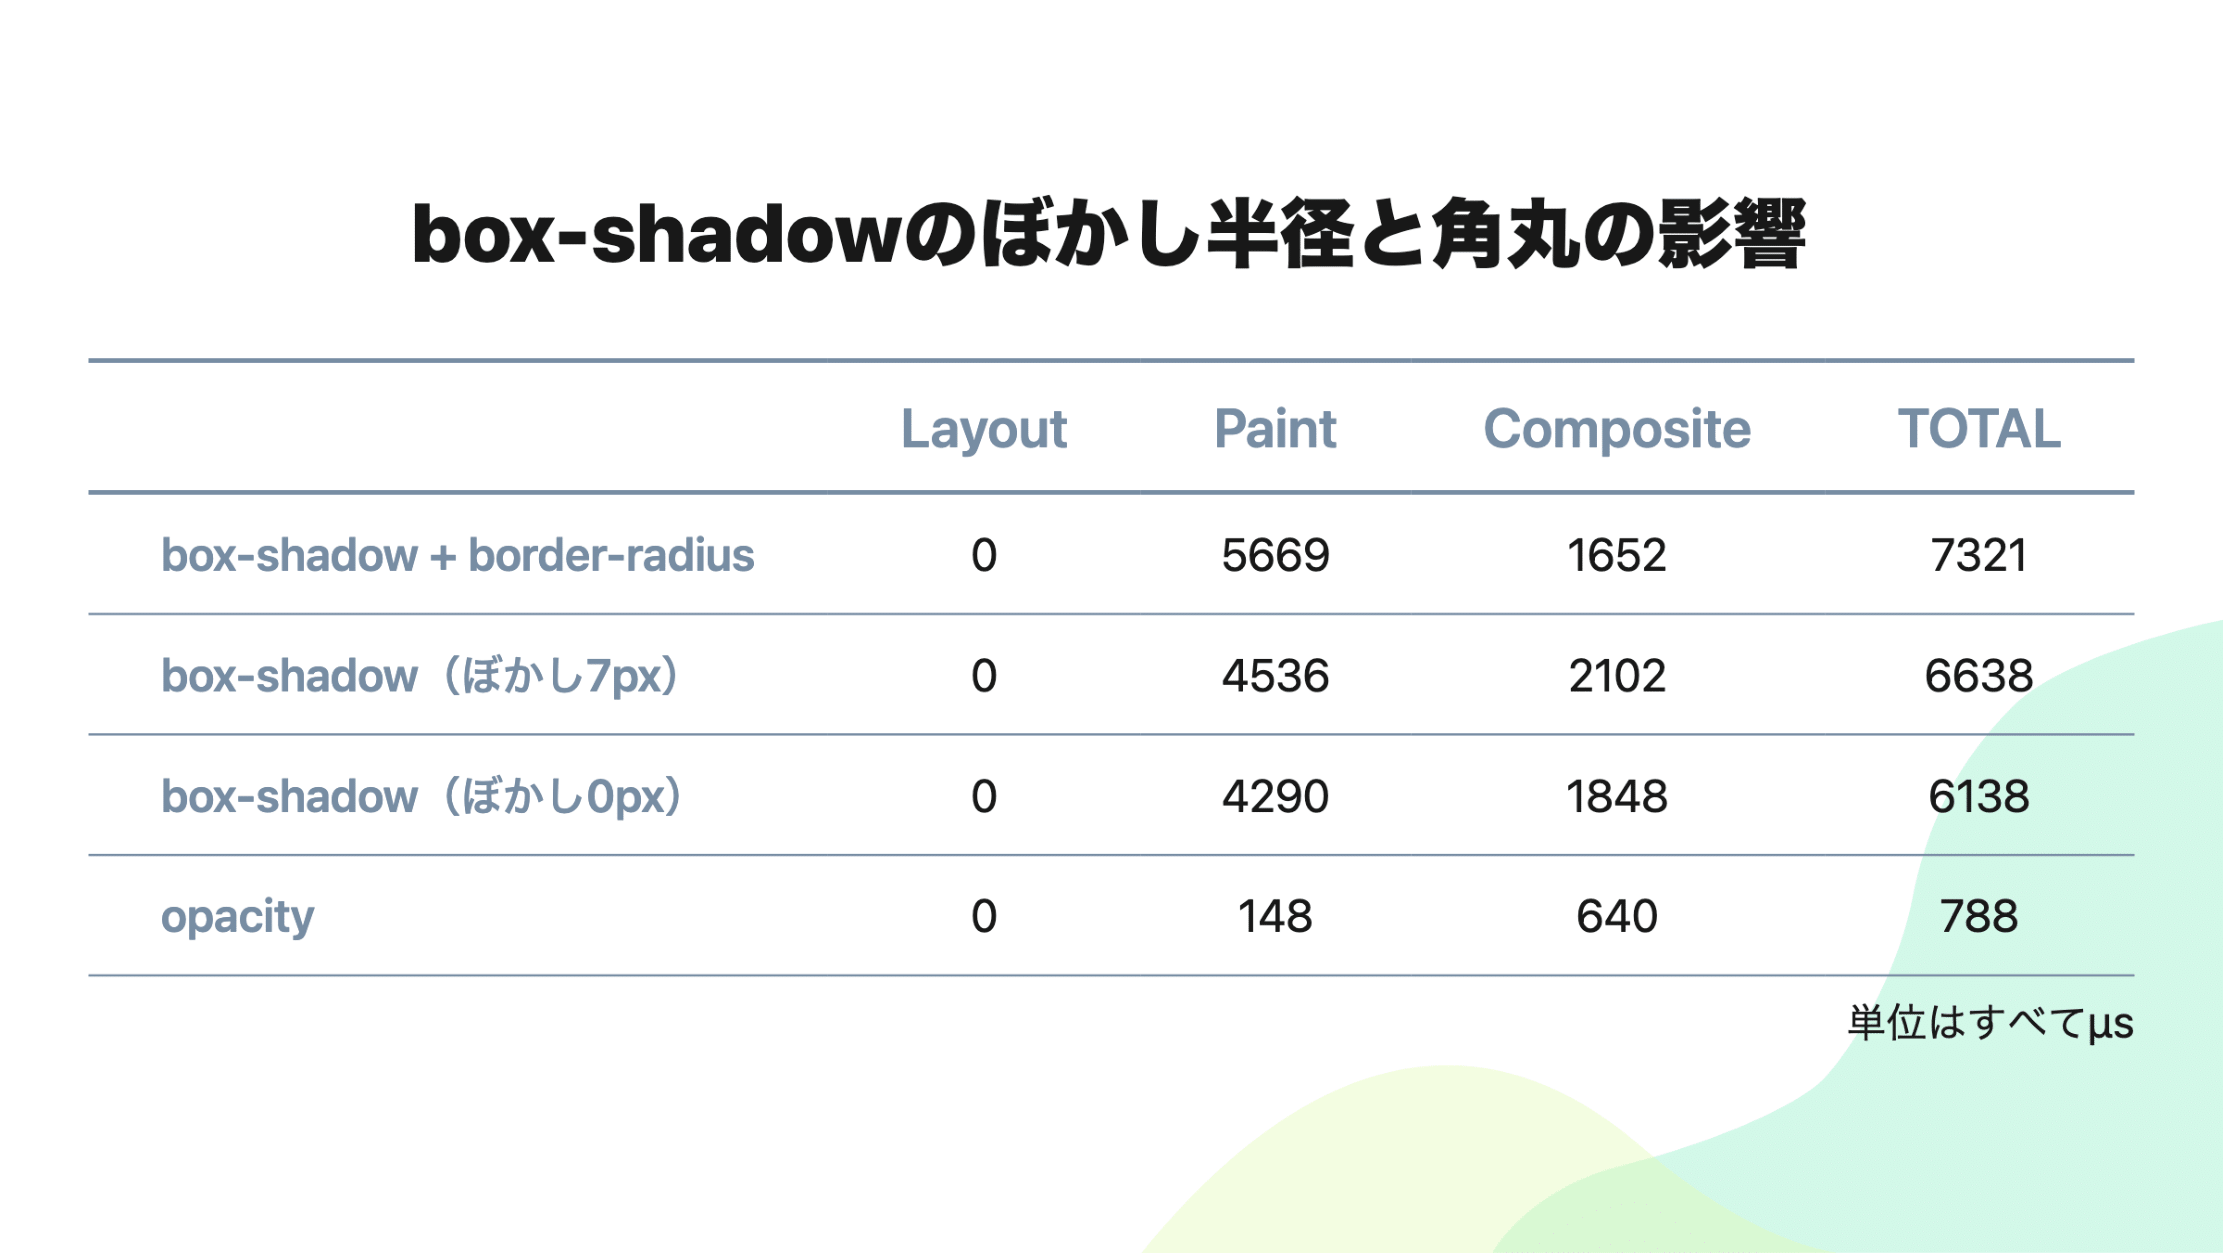 box-shadowのぼかし半径と角丸の影響
Layout Paint Composite TOTAL
box-shadow + border-radius 0 5669 1652 7321
box-shadow（ぼかし7px） 0 4536 2102 6638
box-shadow（ぼかし0px） 0 4290 1848 6138
opacity 0 148 640 788
単位はすべてμs